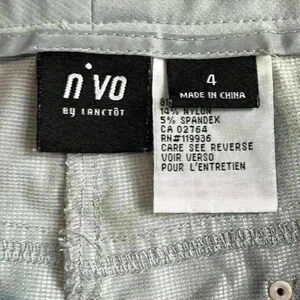 n·vo
BY LANCTÔT
4
MADE IN CHINA
14% NYLON
5% SPANDEX
CA 02764
RN#119936
CARE SEE REVERSE
VOIR VERSO
POUR L'ENTRETIEN